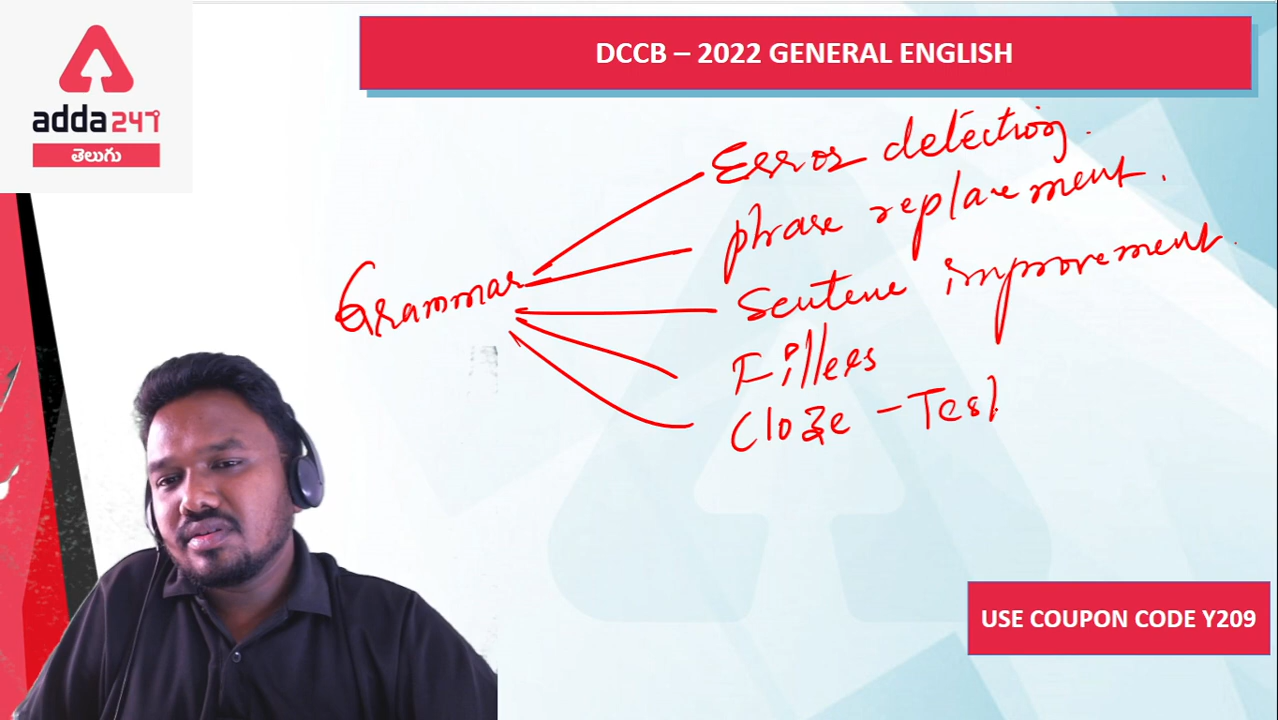 adda247
తెలుగు
DCCB – 2022 GENERAL ENGLISH
Grammar
Error detection.
phrase replacement.
Sentence improvement.
Fillers
Cloze - Test
USE COUPON CODE Y209